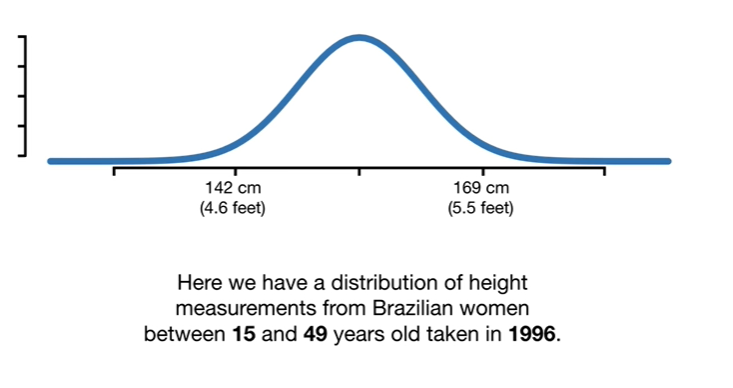 142 cm
(4.6 feet)
169 cm
(5.5 feet)
Here we have a distribution of height
measurements from Brazilian women
between 15 and 49 years old taken in 1996.